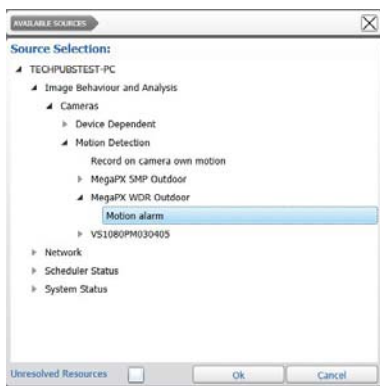 AVAILABLE SOURCES
Source Selection:
TECHPUBSTEST-PC
Image Behaviour and Analysis
Cameras
Device Dependent
Motion Detection
Record on camera own motion
MegaPX 5MP Outdoor
MegaPX WDR Outdoor
Motion alarm
VS1080PM030405
Network
Scheduler Status
System Status
Unresolved Resources
Ok
Cancel